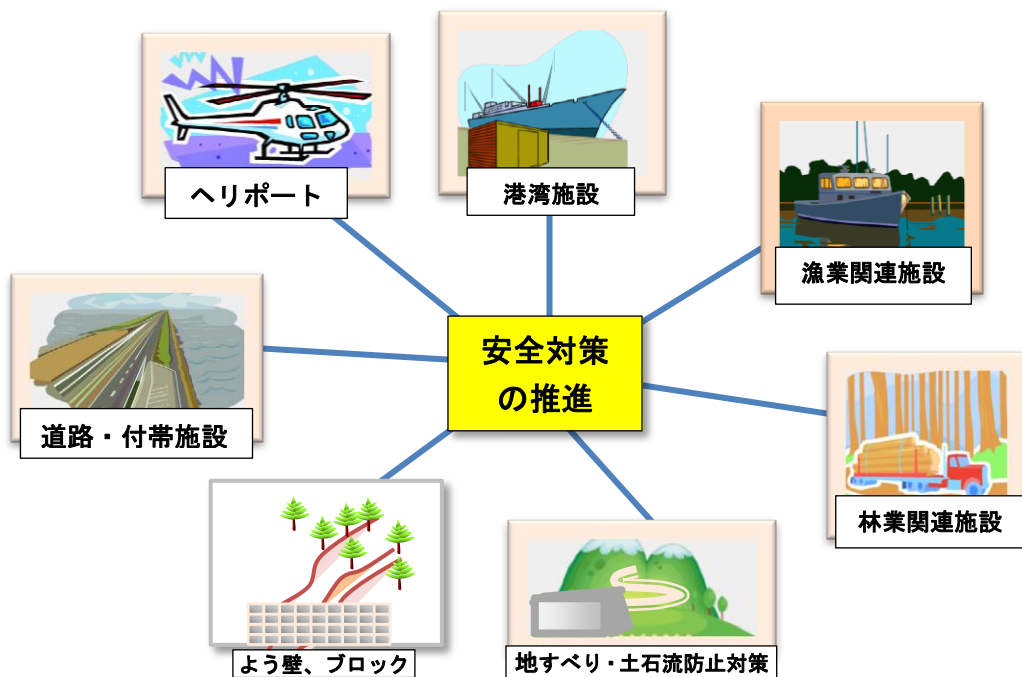 ヘリポート
港湾施設
漁業関連施設
安全対策
の推進
道路・付帯施設
林業関連施設
よう壁、ブロック
地すべり・土石流防止対策